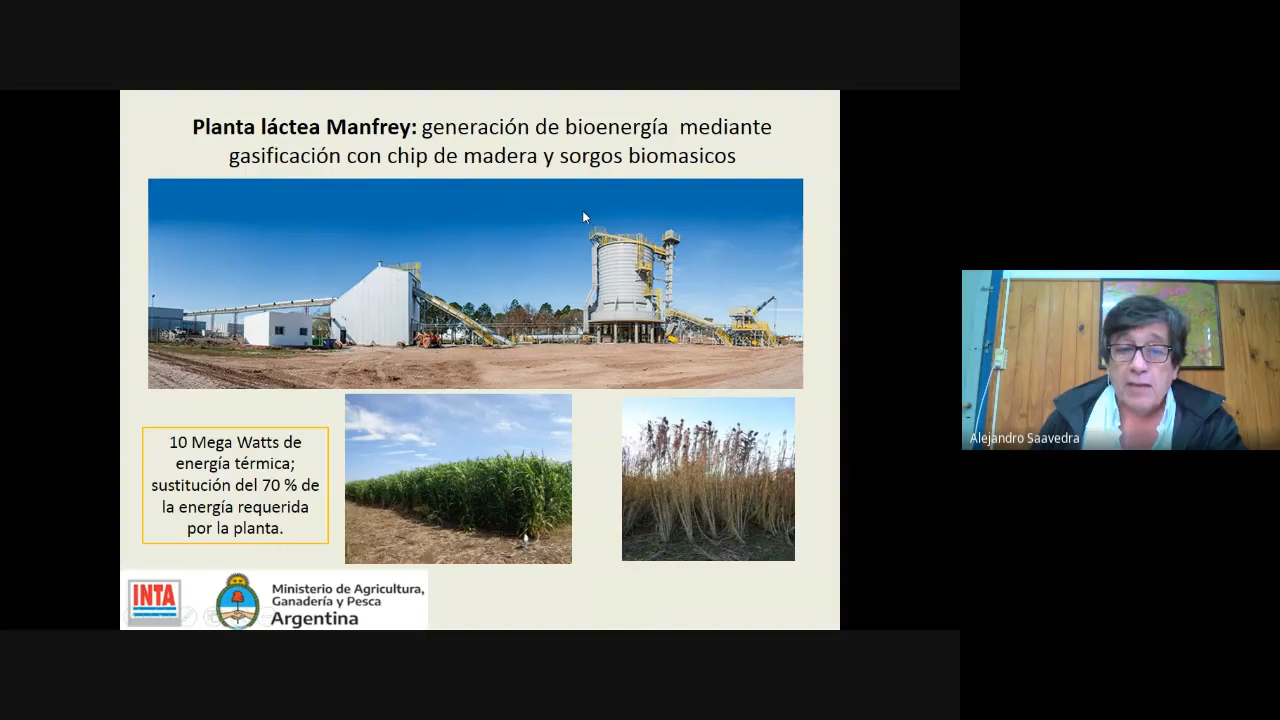 Planta láctea Manfrey: generación de bioenergía mediante
gasificación con chip de madera y sorgos biomasicos
10 Mega Watts de
energía térmica;
sustitución del 70 % de
la energía requerida
por la planta.
INTA
Ministerio de Agricultura,
Ganadería y Pesca
Argentina
Alejandro Saavedra